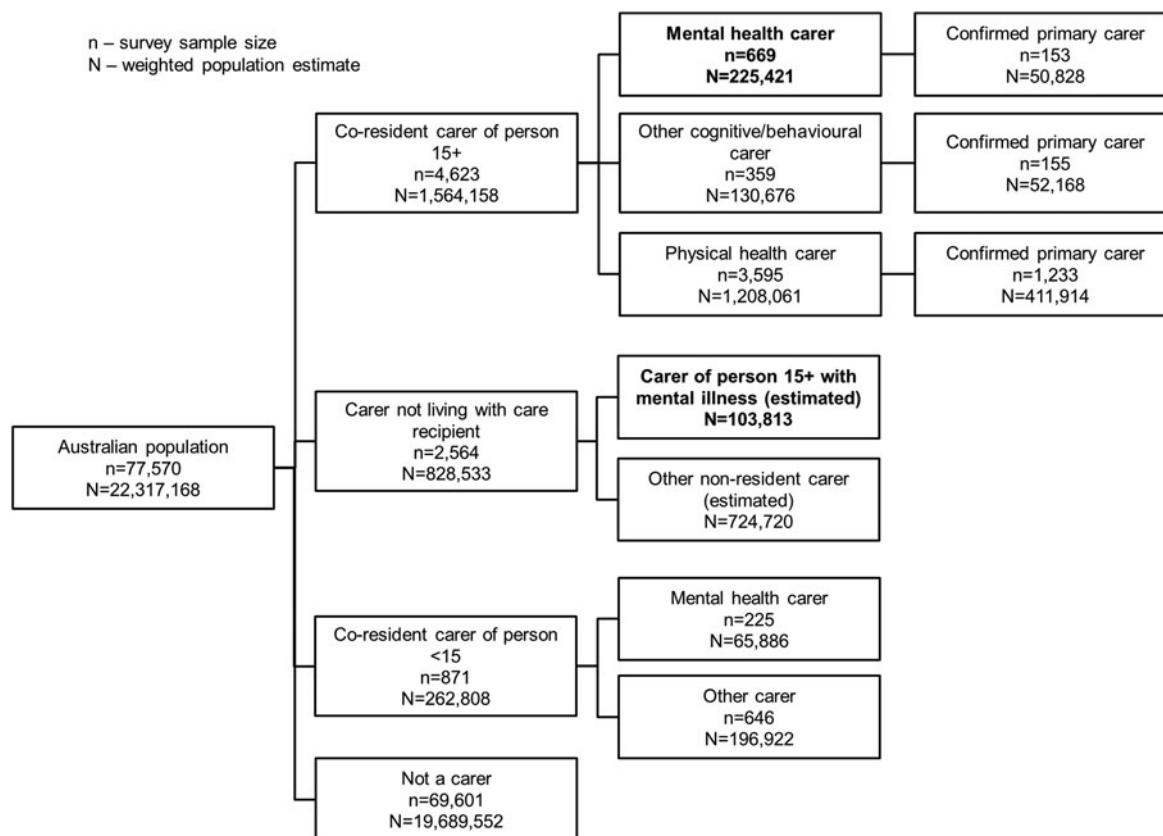 n – survey sample size
N – weighted population estimate
Mental health carer
n=669
N=225,421
Confirmed primary carer
n=153
N=50,828
Co-resident carer of person
15+
n=4,623
N=1,564,158
Other cognitive/behavioural
carer
n=359
N=130,676
Confirmed primary carer
n=155
N=52,168
Physical health carer
n=3,595
N=1,208,061
Confirmed primary carer
n=1,233
N=411,914
Australian population
n=77,570
N=22,317,168
Carer not living with care
recipient
n=2,564
N=828,533
Carer of person 15+ with
mental illness (estimated)
N=103,813
Other non-resident carer
(estimated)
N=724,720
Co-resident carer of person
<15
n=871
N=262,808
Mental health carer
n=225
N=65,886
Other carer
n=646
N=196,922
Not a carer
n=69,601
N=19,689,552